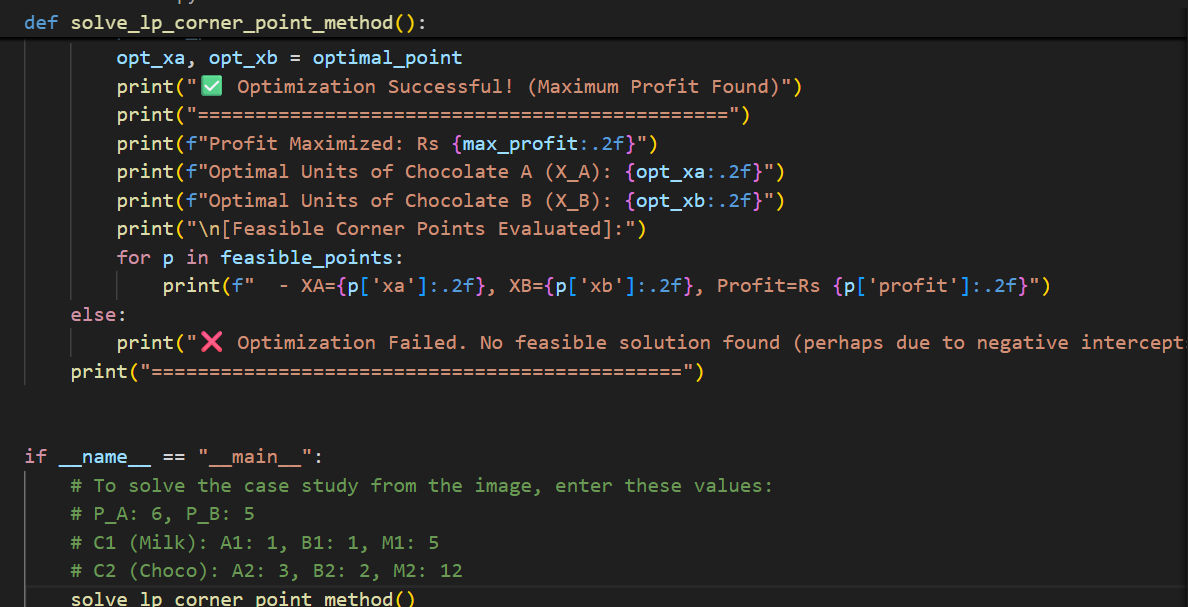 def solve_lp_corner_point_method():
        opt_xa, opt_xb = optimal_point
        print("✅ Optimization Successful! (Maximum Profit Found)")
        print("==============================================")
        print(f"Profit Maximized: Rs {max_profit:.2f}")
        print(f"Optimal Units of Chocolate A (X_A): {opt_xa:.2f}")
        print(f"Optimal Units of Chocolate B (X_B): {opt_xb:.2f}")
        print("\n[Feasible Corner Points Evaluated]:")
        for p in feasible_points:
            print(f"  - XA={p['xa']:.2f}, XB={p['xb']:.2f}, Profit=Rs {p['profit']:.2f}")
    else:
        print("❌ Optimization Failed. No feasible solution found (perhaps due to negative intercepts
    print("==============================================")
if __name__ == "__main__":
    # To solve the case study from the image, enter these values:
    # P_A: 6, P_B: 5
    # C1 (Milk): A1: 1, B1: 1, M1: 5
    # C2 (Choco): A2: 3, B2: 2, M2: 12
    solve_lp_corner_point_method()